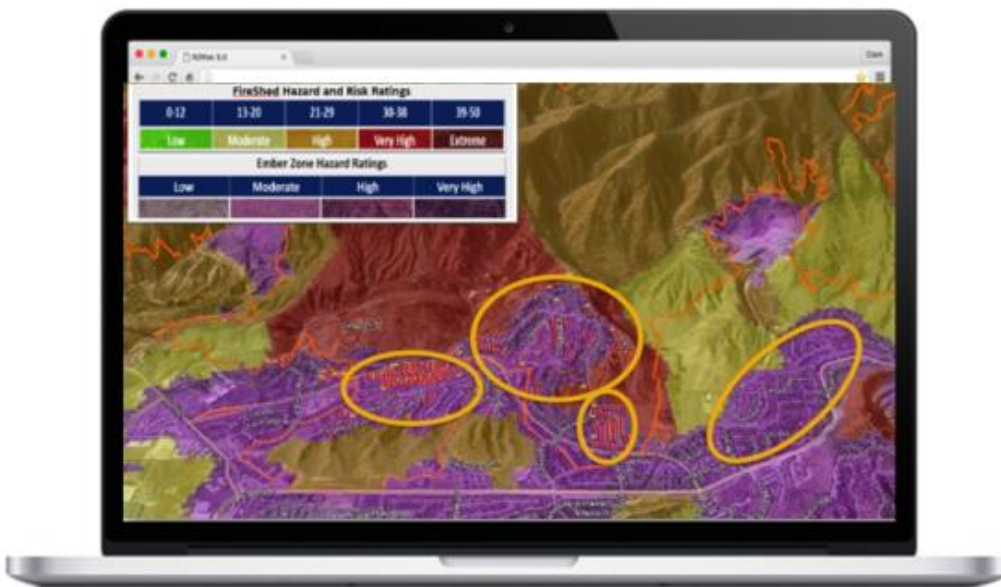 FireShed Hazard and Risk Ratings
0-12 13-20 21-29 30-38 39-50
Low Moderate High Very High Extreme
Ember Zone Hazard Ratings
Low Moderate High Very High